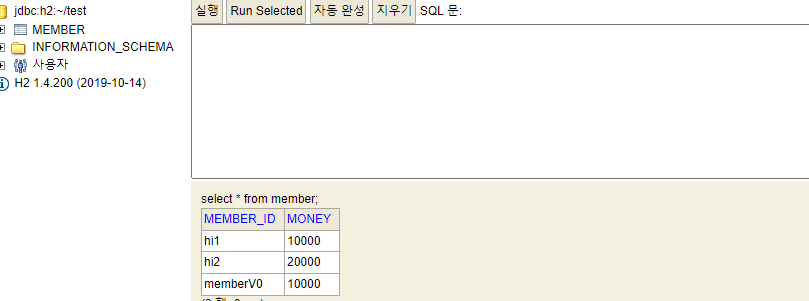 jdbc:h2:~/test
MEMBER
INFORMATION_SCHEMA
사용자
H2 1.4.200 (2019-10-14)
실행 Run Selected 자동 완성 지우기 SQL 문:
select * from member;
MEMBER_ID MONEY
hi1 10000
hi2 20000
memberV0 10000